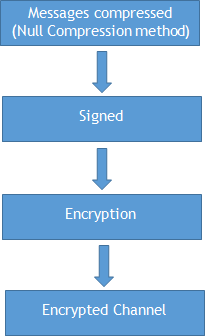 Messages compressed
(Null Compression method)
Signed
Encryption
Encrypted Channel